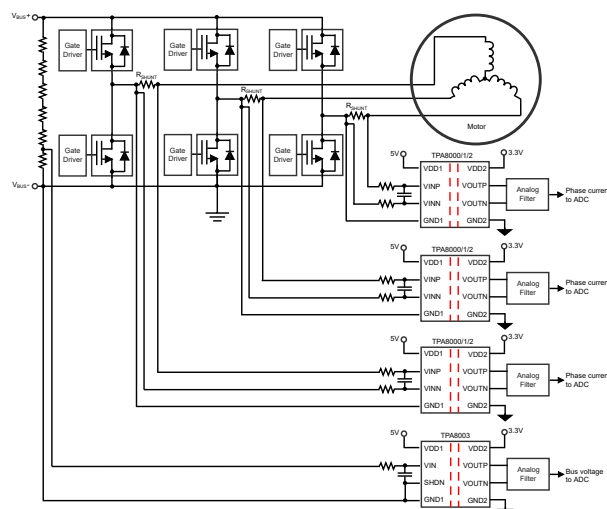 VBUS+
Gate
Driver
Gate
Driver
Gate
Driver
RSHUNT
RSHUNT
RSHUNT
Motor
Gate
Driver
Gate
Driver
Gate
Driver
VBUS-
TPA8000/1/2
5V
3.3V
VDD1 VDD2
VINP VOUTP
VINN VOUTN
GND1 GND2
Analog
Filter
Phase currer
to ADC
TPA8000/1/2
5V
3.3V
VDD1 VDD2
VINP VOUTP
VINN VOUTN
GND1 GND2
Analog
Filter
Phase currer
to ADC
TPA8000/1/2
5V
3.3V
VDD1 VDD2
VINP VOUTP
VINN VOUTN
GND1 GND2
Analog
Filter
Phase currer
to ADC
TPA8003
5V
3.3V
VDD1 VDD2
VIN VOUTP
SHDN VOUTN
GND1 GND2
Analog
Filter
Bus voltage
to ADC